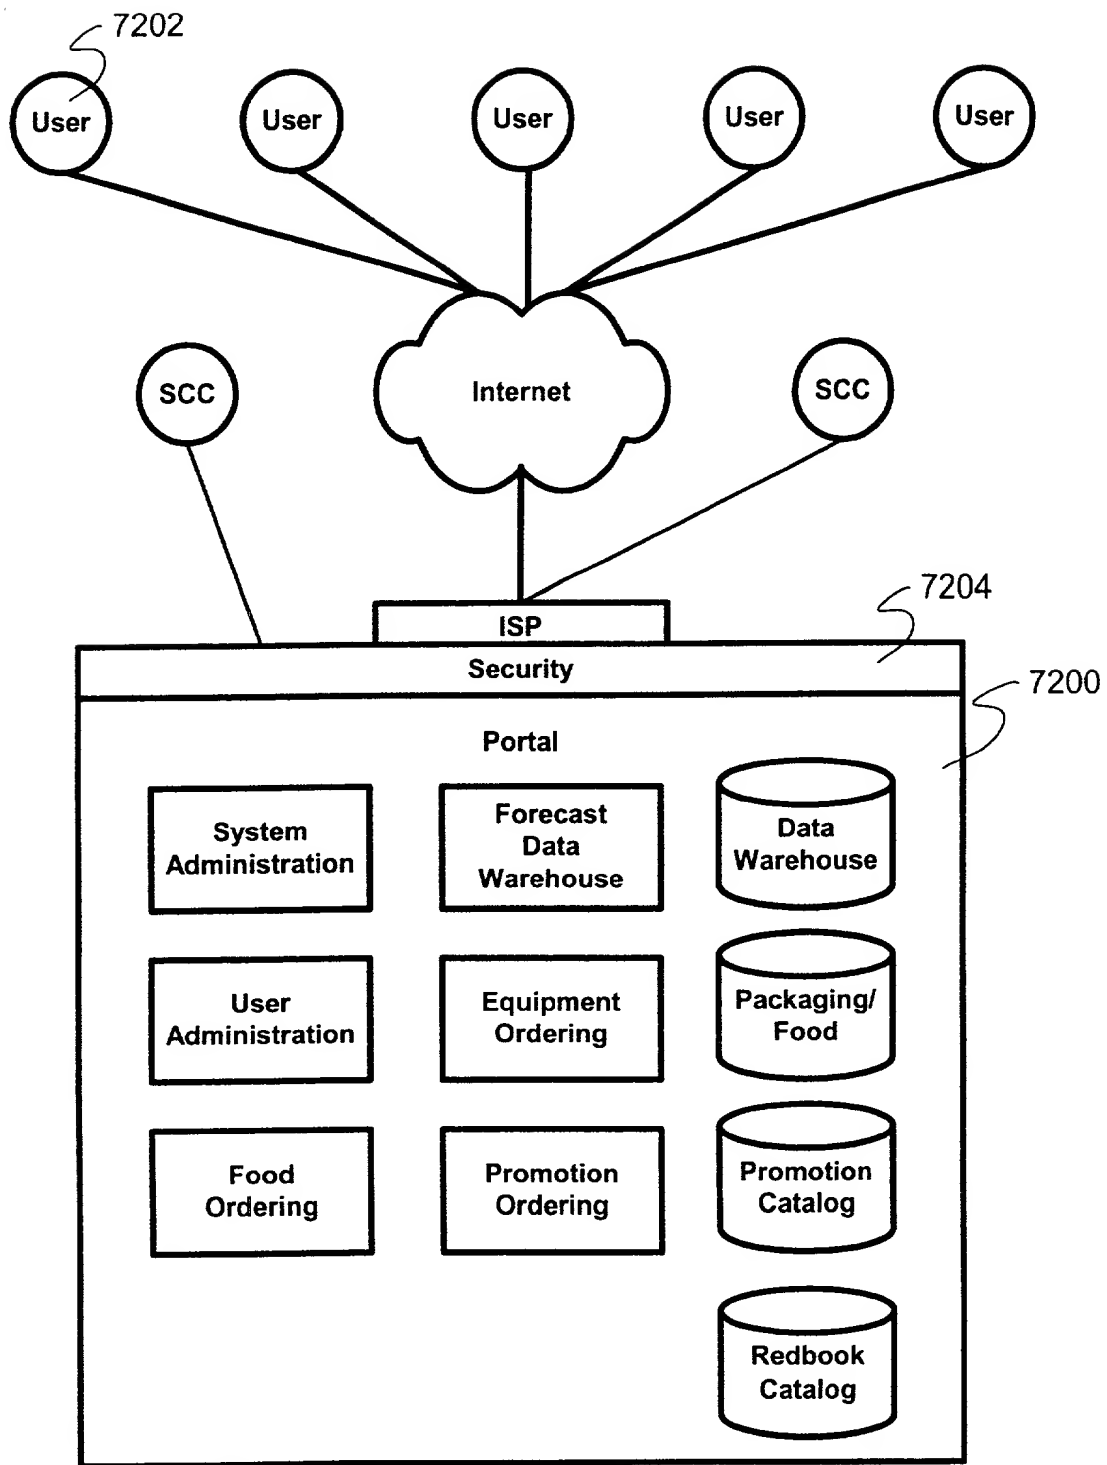 7202
User
User
User
User
User
SCC
Internet
SCC
7204
ISP
Security
7200
Portal
System
Administration
Forecast
Data
Warehouse
Data
Warehouse
User
Administration
Equipment
Ordering
Packaging/
Food
Food
Ordering
Promotion
Ordering
Promotion
Catalog
Redbook
Catalog